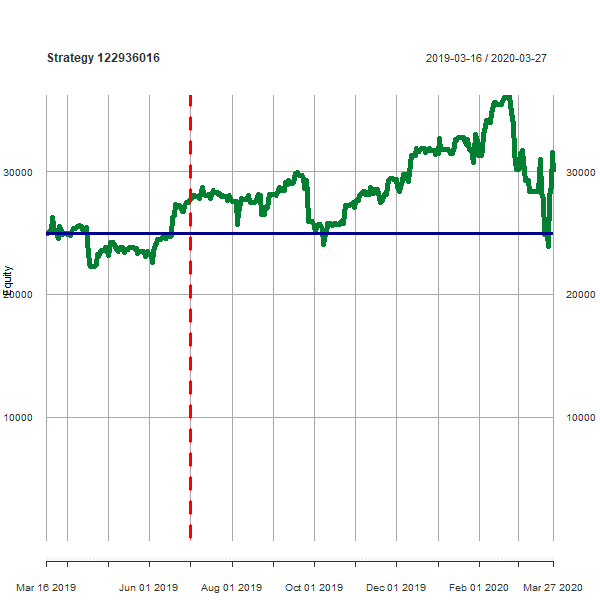 Strategy 122936016
2019-03-16 / 2020-03-27
30000
30000
Equity
20000
20000
10000
10000
Mar 16 2019
Jun 01 2019
Aug 01 2019
Oct 01 2019
Dec 01 2019
Feb 01 2020
Mar 27 2020